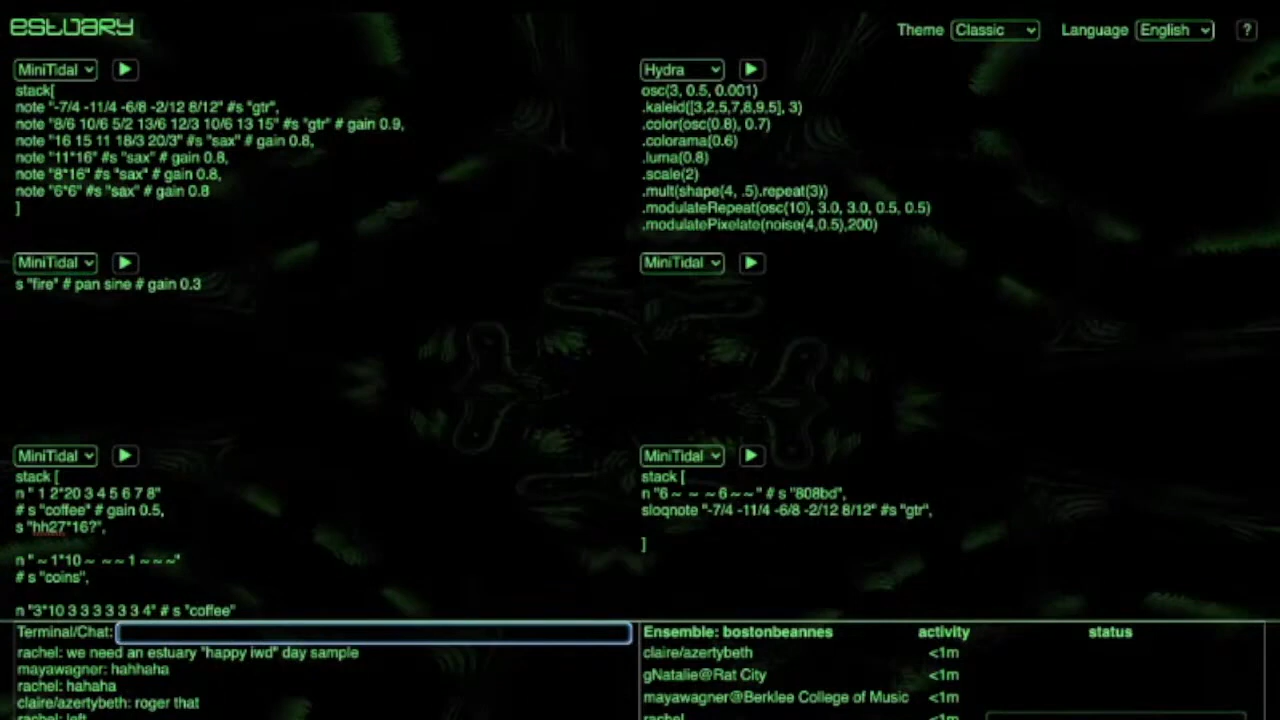 estuary
Theme Classic Language English ?
MiniTidal
stack[
note "-7/4 -11/4 -6/8 -2/12 8/12" #s "gtr",
note "8/6 10/6 5/2 13/6 12/3 10/6 13 15" #s "gtr" # gain 0.9,
note "16 15 11 18/3 20/3" #s "sax" # gain 0.8,
note "11*16" #s "sax" # gain 0.8,
note "8*16" #s "sax" # gain 0.8,
note "6*6" #s "sax" # gain 0.8
]
Hydra
osc(3, 0.5, 0.001)
.kaleid([3,2,5,7,8,9,5], 3)
.color(osc(0.8), 0.7)
.colorama(0.6)
.luma(0.8)
.scale(2)
.mult(shape(4, .5).repeat(3))
.modulateRepeat(osc(10), 3.0, 3.0, 0.5, 0.5)
.modulatePixelate(noise(4,0.5),200)
MiniTidal
s "fire" # pan sine # gain 0.3
MiniTidal
MiniTidal
stack [
n " 1 2*20 3 4 5 6 7 8"
# s "coffee" # gain 0.5,
s "hh27*16?",
n " ~ 1*10 ~ ~ ~ 1 ~ ~ ~"
# s "coins",
n "3*10 3 3 3 3 3 3 4" # s "coffee"
MiniTidal
stack [
n "6 ~ ~ ~ 6 ~ ~" # s "808bd",
sloqnote "-7/4 -11/4 -6/8 -2/12 8/12" #s "gtr",
]
Terminal/Chat:
rachel: we need an estuary "happy iwd" day sample
mayawagner: hahhaha
rachel: hahaha
claire/azertybeth: roger that
rachel: left
Ensemble: bostonbeannes activity status
claire/azertybeth <1m
gNatalie@Rat City <1m
mayawagner@Berklee College of Music <1m
rachel <1m